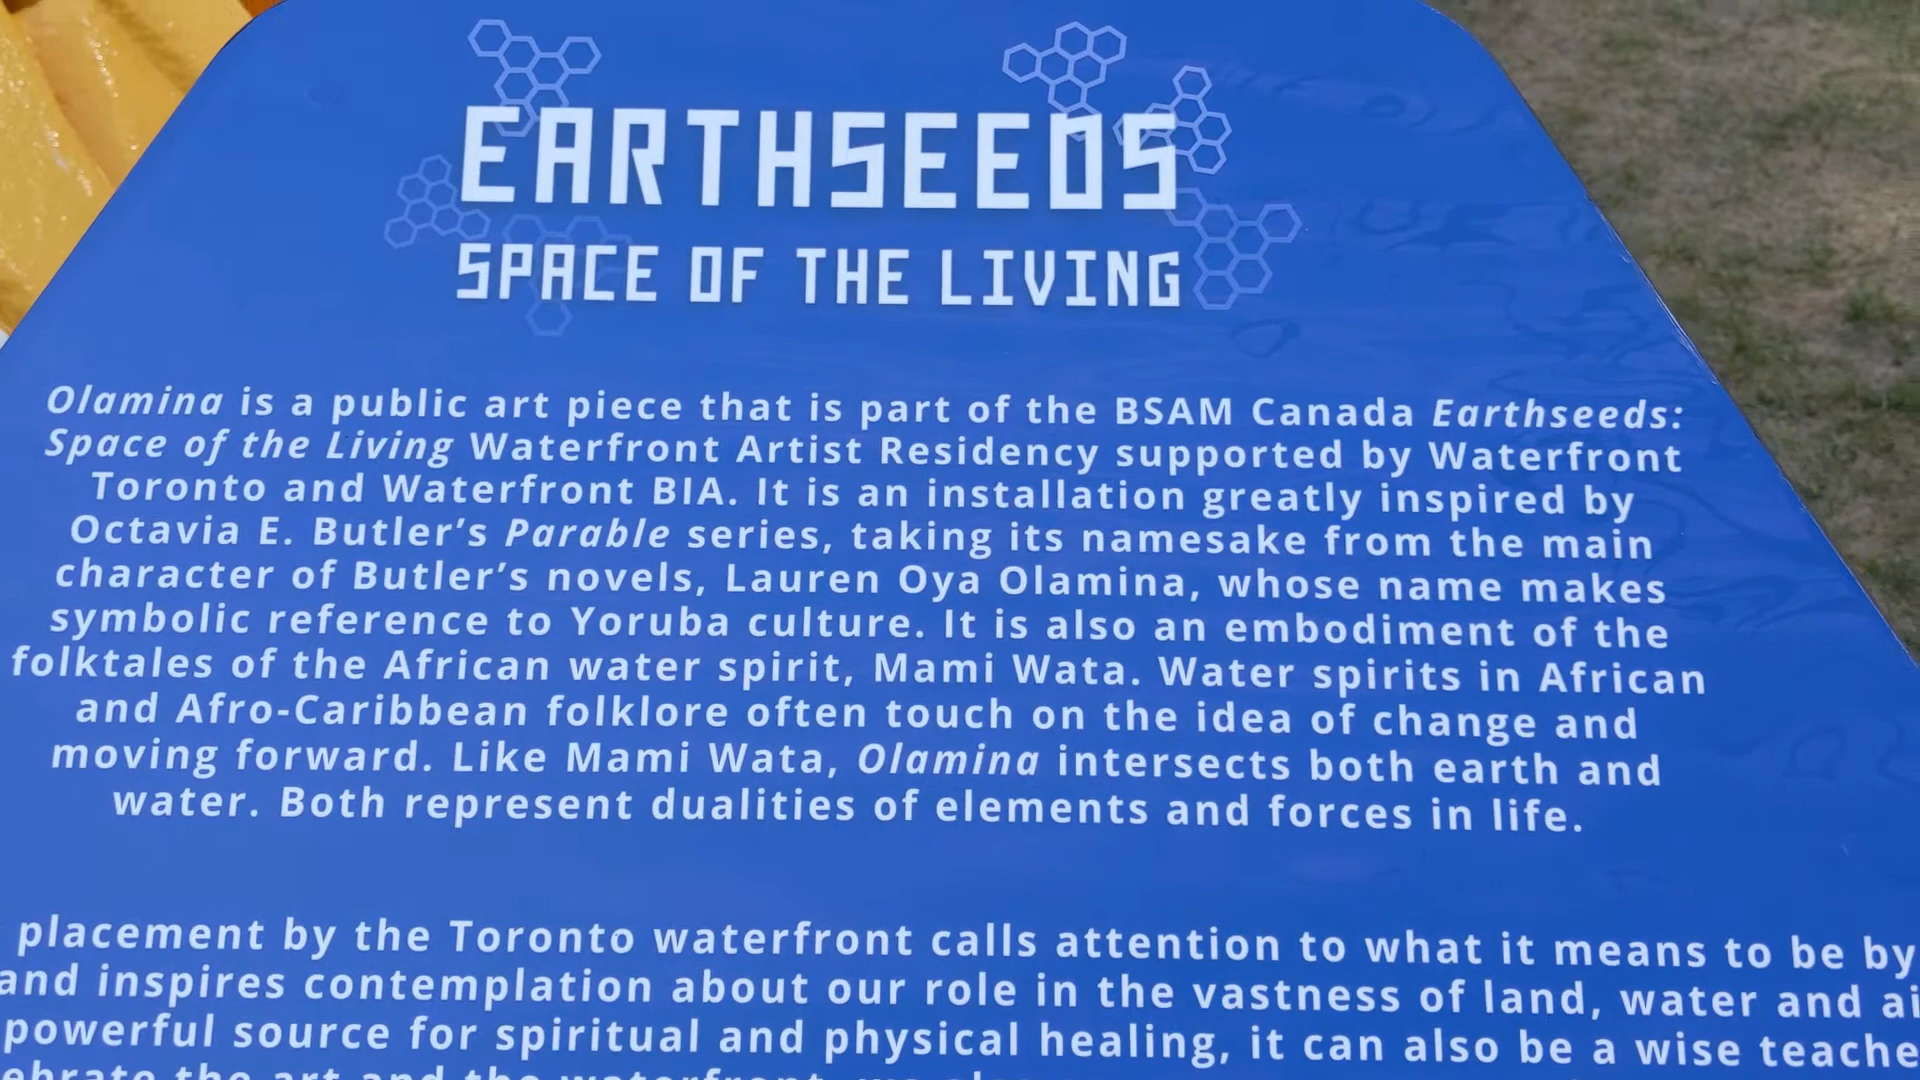 EARTHSEEDS
SPACE OF THE LIVING
Olamina is a public art piece that is part of the BSAM Canada Earthseeds:
Space of the Living Waterfront Artist Residency supported by Waterfront
Toronto and Waterfront BIA. It is an installation greatly inspired by
Octavia E. Butler’s Parable series, taking its namesake from the main
character of Butler’s novels, Lauren Oya Olamina, whose name makes
symbolic reference to Yoruba culture. It is also an embodiment of the
folktales of the African water spirit, Mami Wata. Water spirits in African
and Afro-Caribbean folklore often touch on the idea of change and
moving forward. Like Mami Wata, Olamina intersects both earth and
water. Both represent dualities of elements and forces in life.
placement by the Toronto waterfront calls attention to what it means to be by
and inspires contemplation about our role in the vastness of land, water and
powerful source for spiritual and physical healing, it can also be a wise
the art and the waterfront, we